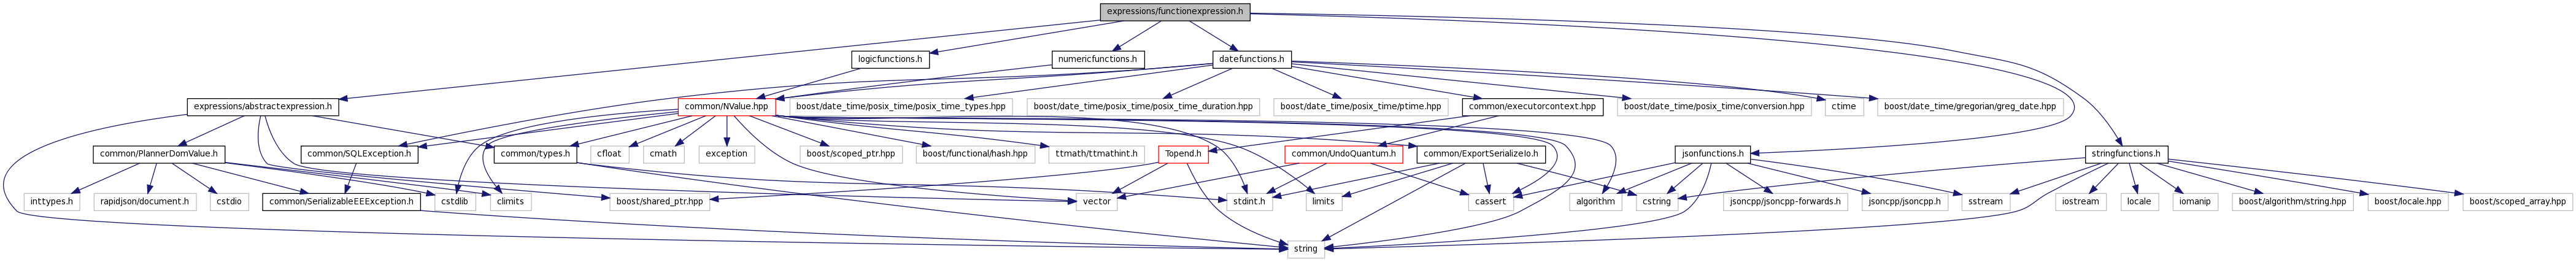 expressions/functionexpression.h
logicfunctions.h
numericfunctions.h
datefunctions.h
expressions/abstractexpression.h
common/NValue.hpp
boost/date_time/posix_time/posix_time_types.hpp
boost/date_time/posix_time/posix_time_duration.hpp
boost/date_time/posix_time/ptime.hpp
common/executorcontext.hpp
boost/date_time/posix_time/conversion.hpp
ctime
boost/date_time/gregorian/greg_date.hpp
common/PlannerDomValue.h
common/SQLException.h
common/types.h
cfloat
cmath
exception
boost/scoped_ptr.hpp
boost/functional/hash.hpp
ttmath/ttmathint.h
Topend.h
common/UndoQuantum.h
common/ExportSerializeIo.h
jsonfunctions.h
stringfunctions.h
inttypes.h
rapidjson/document.h
cstdio
common/SerializableEEException.h
cstdlib
climits
boost/shared_ptr.hpp
vector
stdint.h
limits
cassert
algorithm
cstring
jsoncpp/jsoncpp-forwards.h
jsoncpp/jsoncpp.h
sstream
iostream
locale
iomanip
boost/algorithm/string.hpp
boost/locale.hpp
boost/scoped_array.hpp
string